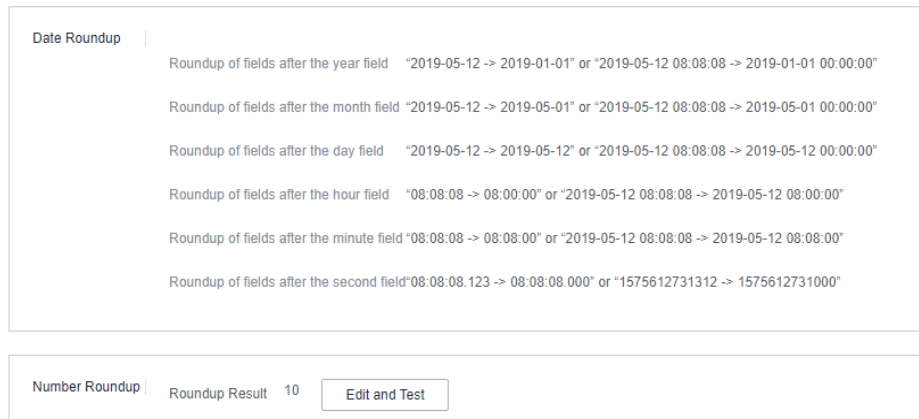 Date Roundup
Roundup of fields after the year field “2019-05-12 -> 2019-01-01” or “2019-05-12 08:08:08 -> 2019-01-01 00:00:00”
Roundup of fields after the month field “2019-05-12 -> 2019-05-01” or “2019-05-12 08:08:08 -> 2019-05-01 00:00:00”
Roundup of fields after the day field “2019-05-12 -> 2019-05-12” or “2019-05-12 08:08:08 -> 2019-05-12 00:00:00”
Roundup of fields after the hour field “08:08:08 -> 08:00:00” or “2019-05-12 08:08:08 -> 2019-05-12 08:00:00”
Roundup of fields after the minute field “08:08:08 -> 08:08:00” or “2019-05-12 08:08:08 -> 2019-05-12 08:08:00”
Roundup of fields after the second field“08:08:08.123 -> 08:08:08.000” or “1575612731312 -> 1575612731000”
Number Roundup Roundup Result 10 Edit and Test